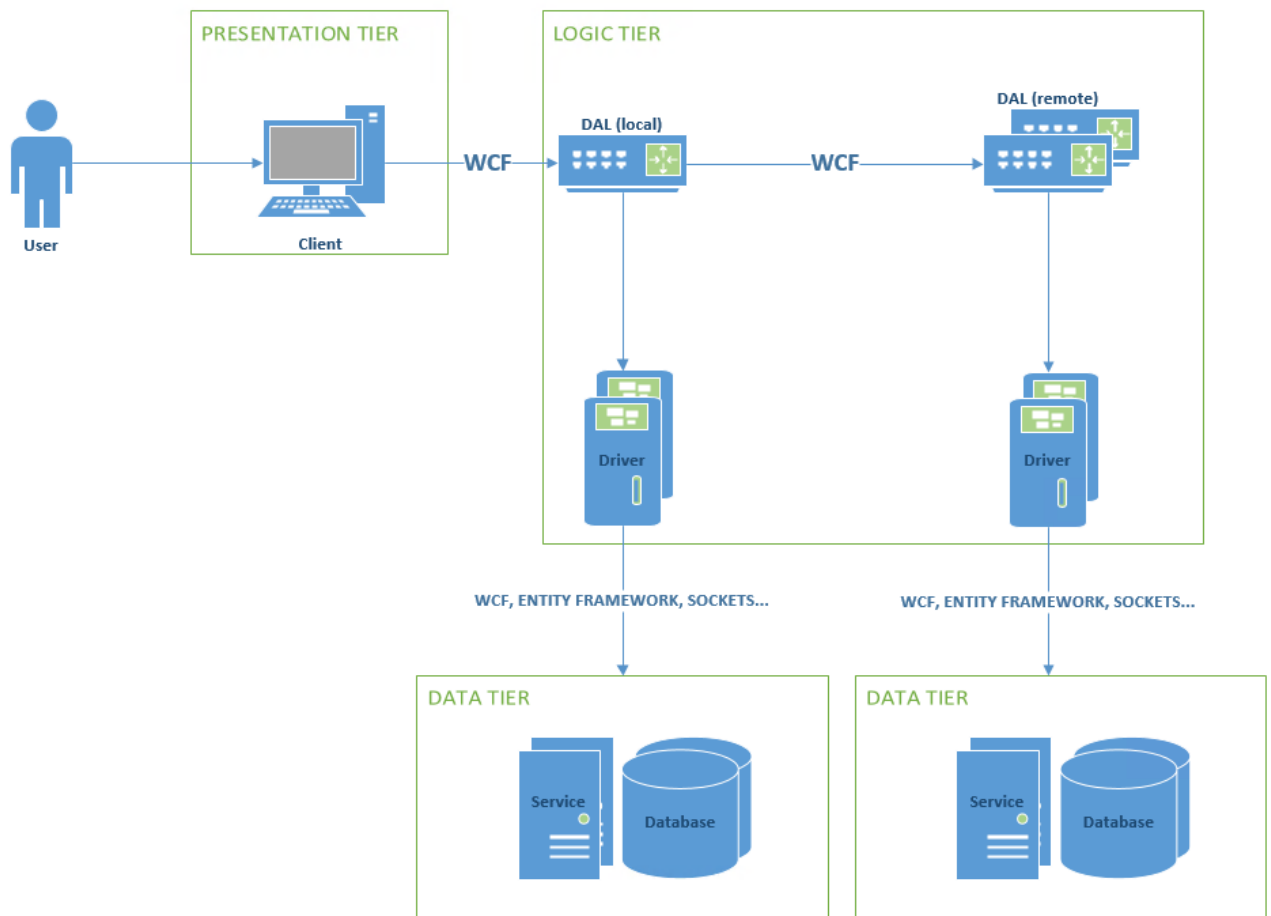 PRESENTATION TIER
LOGIC TIER
DAL (remote)
DAL (local)
WCF
WCF
User
Client
Driver
Driver
WCF, ENTITY FRAMEWORK, SOCKETS...
WCF, ENTITY FRAMEWORK, SOCKETS...
DATA TIER
DATA TIER
Service
Database
Service
Database